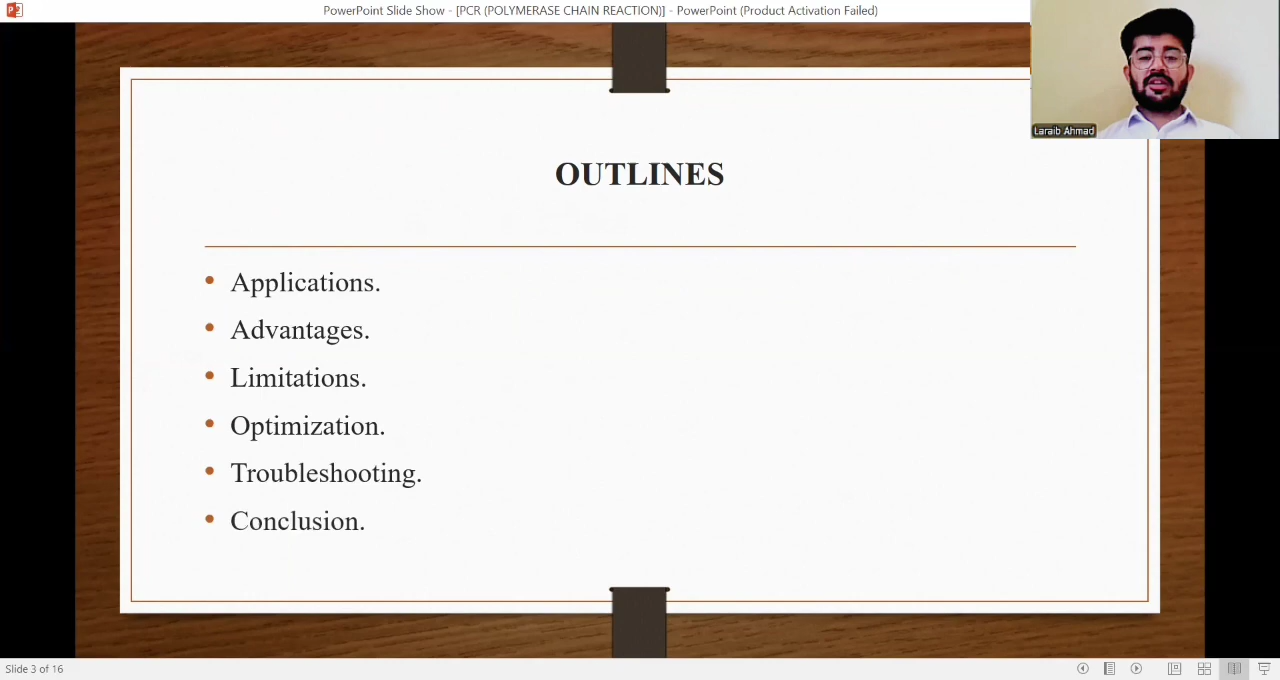 PowerPoint Slide Show - [PCR (POLYMERASE CHAIN REACTION)] - PowerPoint (Product Activation Failed)
Laraib Ahmad
OUTLINES
• Applications.
• Advantages.
• Limitations.
• Optimization.
• Troubleshooting.
• Conclusion.
Slide 3 of 16